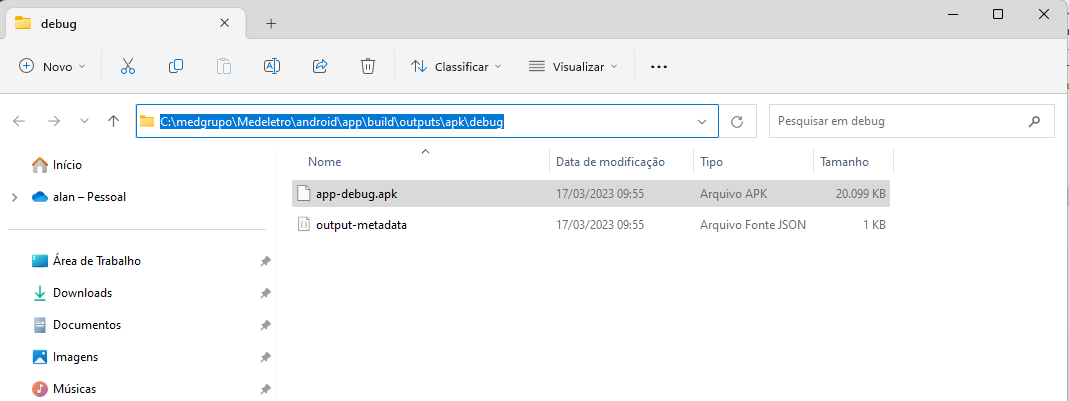 debug
Novo
Classificar
Visualizar
C:\medgrupo\Medeletro\android\app\build\outputs\apk\debug
Pesquisar em debug
Início
alan – Pessoal
Área de Trabalho
Downloads
Documentos
Imagens
Músicas
Nome Data de modificação Tipo Tamanho
app-debug.apk 17/03/2023 09:55 Arquivo APK 20.099 KB
output-metadata 17/03/2023 09:55 Arquivo Fonte JSON 1 KB